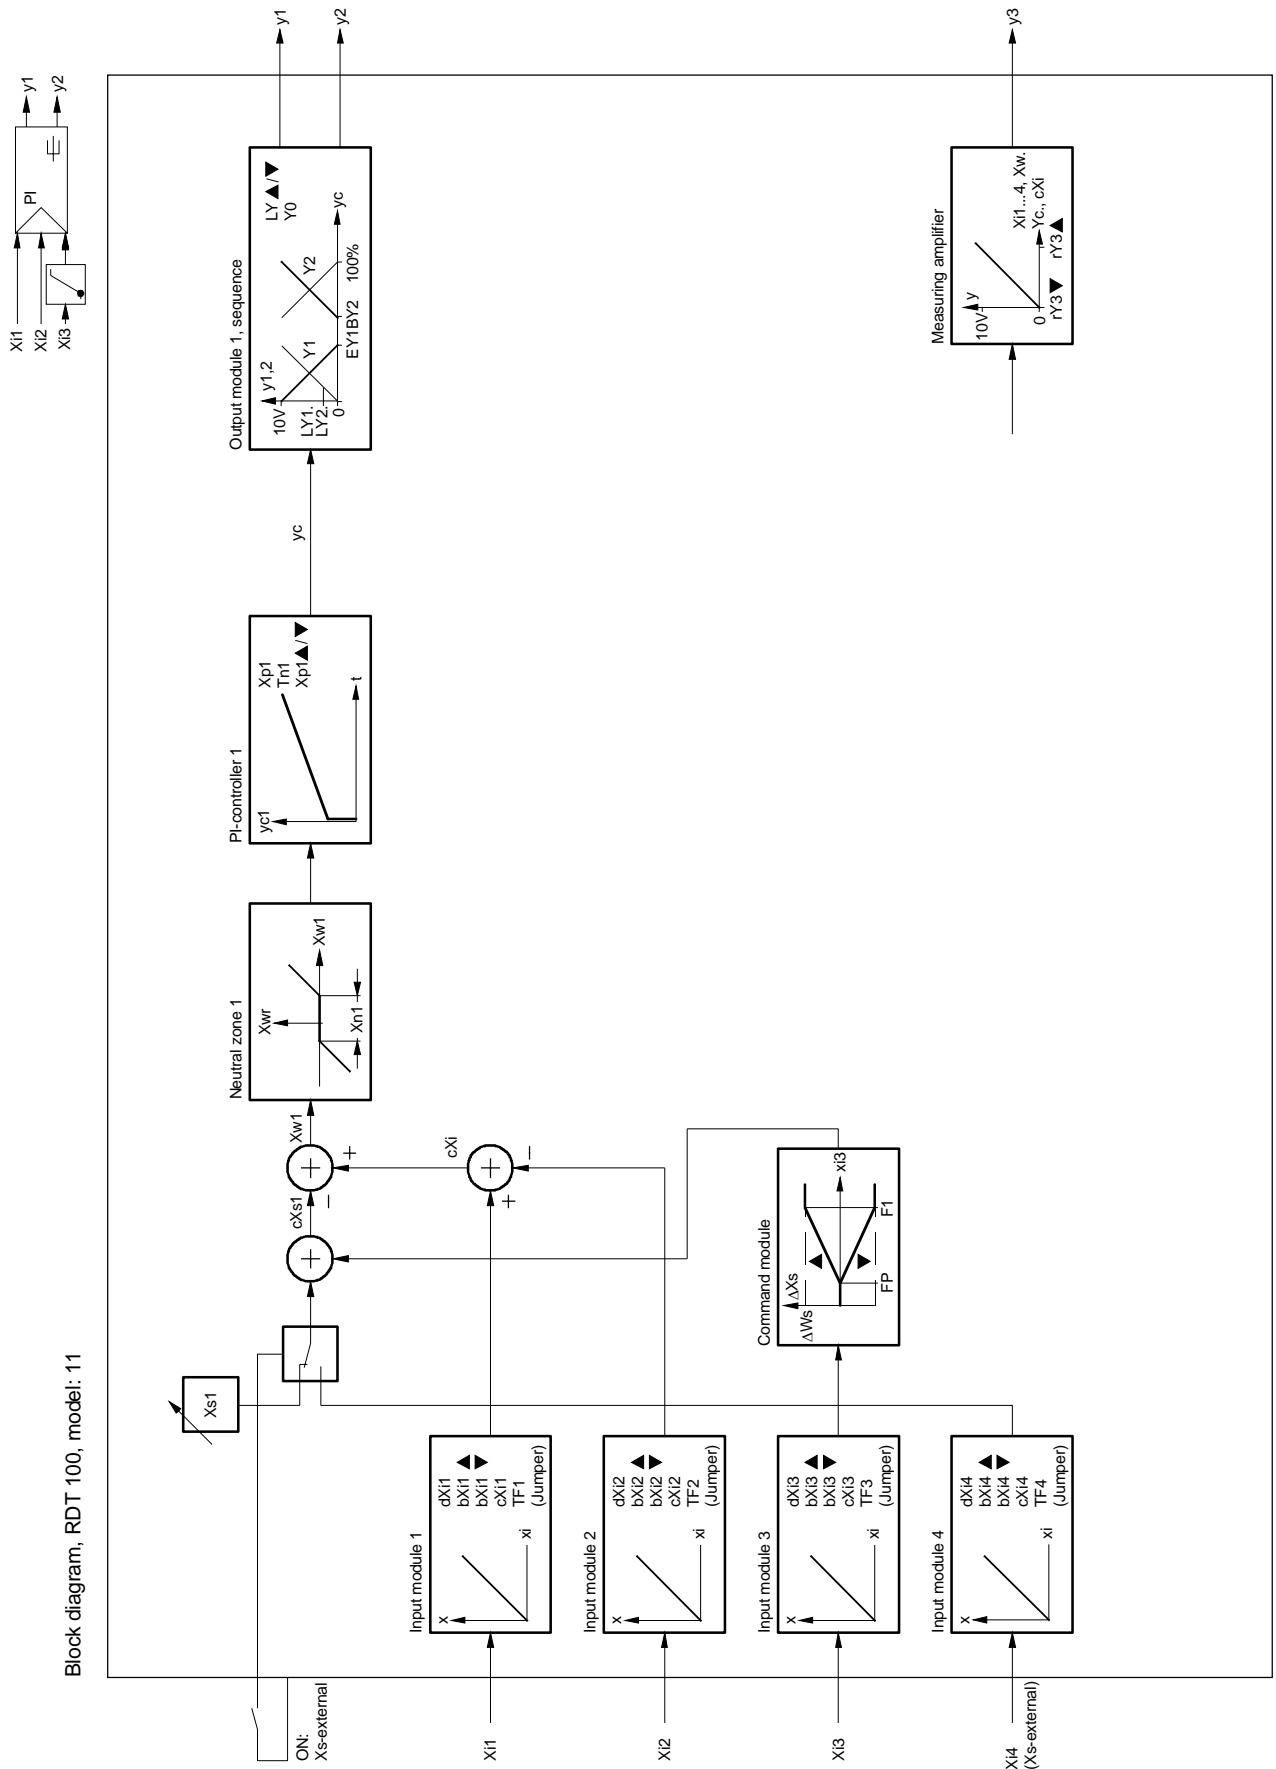 Block diagram, RDT 100, model: 11
Xi1
Xi2
Xi3
PI
y1
y2
ON:
Xs-external
Xs1
cXs1
Xw1
+
−
Neutral zone 1
Xwr
Xw1
Xn1
PI-controller 1
yc1
t
Xp1
Tn1
Xp1▲/▼
yc
Output module 1, sequence
10V
y1,2
LY1.
LY2.
0
Y1
Y2
EY1BY2
100%
yc
LY▲/▼
Y0
y1
y2
Xi1
Input module 1
x
xi
dXi1
bXi1▲
bXi1▼
cXi1
TF1
(Jumper)
+
−
cXi
Xi2
Input module 2
x
xi
dXi2
bXi2▲
bXi2▼
cXi2
TF2
(Jumper)
Xi3
Input module 3
x
xi
dXi3
bXi3▲
bXi3▼
cXi3
TF3
(Jumper)
Command module
ΔWs
ΔXs
FP
F1
xi3
Xi4
(Xs-external)
Input module 4
x
xi
dXi4
bXi4▲
bXi4▼
cXi4
TF4
(Jumper)
Measuring amplifier
10V
y
0
rY3▼
rY3▲
Xi1...4, Xw.
Yc., cXi
y3